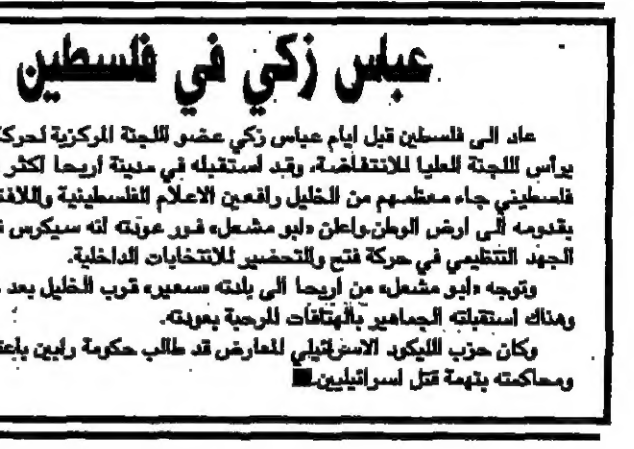 عباس زكي في فلسطين
عاد الى فلسطين قبل ايام عباس زكي عضو اللجنة المركزية لحركة
يرأس اللجنة العليا للانتفاضة، وقد استقبله في مدينة أريحا اكثر
فلسطيني جاء معظمهم من الخليل رافعين الاعلام الفلسطينية واللافتـ
بقدومه الى ارض الوطن.واعلن «ابو مشعل» فور عودته انه سيكرس
الجهد التنظيمي في حركة فتح والتحضير للانتخابات الداخلية.
وتوجه «ابو مشعل» من اريحا الى بلدته «سعير» قرب الخليل بعد
وهناك استقبلته الجماهير بالهتافات المرحبة بعودته.
وكان حزب الليكود الاسرائيلي المعارض قد طالب حكومة رابين باعتـ
ومحاكمته بتهمة قتل اسرائيليين.■